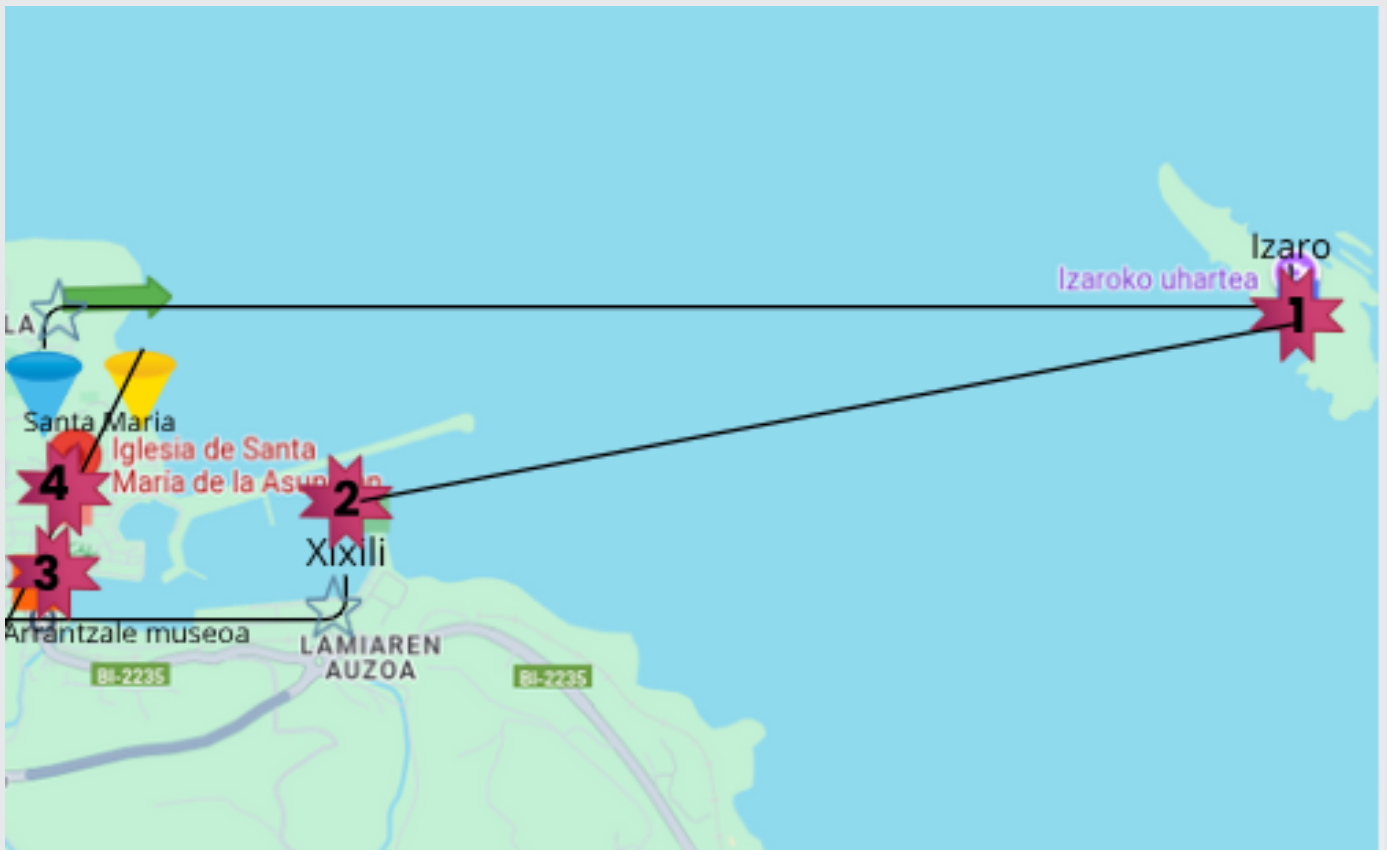 Izaro
Izaroko uhartea
1
LA
Santa Maria
Iglesia de Santa
María de la Asun
4
2
Xixili
3
Arrantzale museoa
LAMIAREN
AUZOA
BI-2235
BI-2235